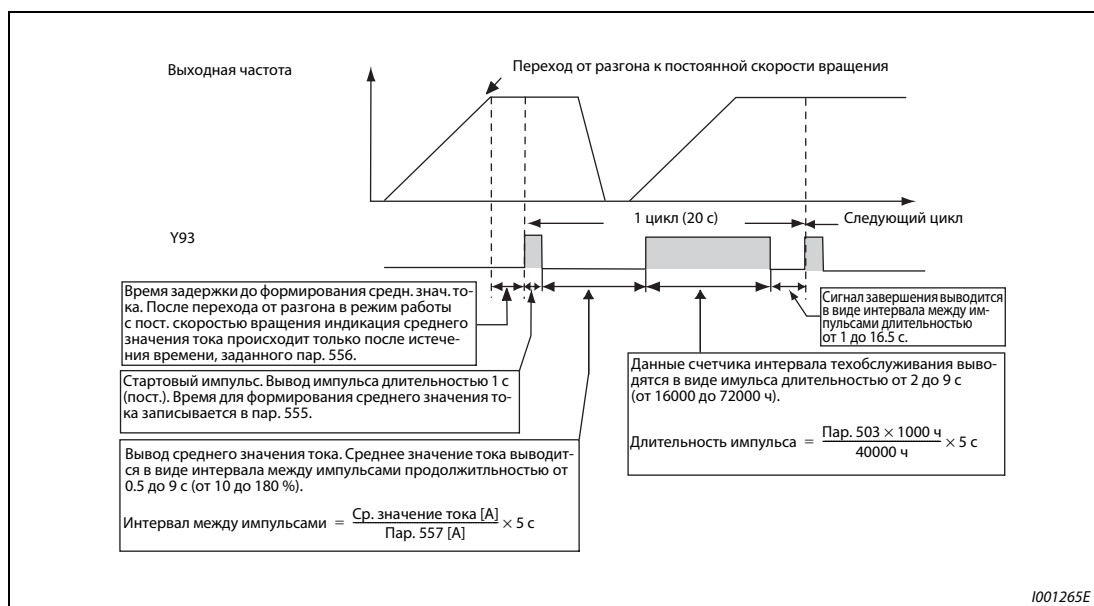 Выходная частота
Переход от разгона к постоянной скорости вращения
1 цикл (20 с)
Следующий цикл
Y93
Время задержки до формирования средн. знач. то-
ка. После перехода от разгона в режим работы
с пост. скоростью вращения индикация среднего
значения тока происходит только после истече-
ния времени, заданного пар. 556.
Сигнал завершения выводится
в виде интервала между им-
пульсами длительностью
от 1 до 16.5 с.
Стартовый импульс. Вывод импульса длительностью 1 с
(пост.). Время для формирования среднего значения то-
ка записывается в пар. 555.
Данные счетчика интервала техобслуживания выво-
дятся в виде имульса длительностью от 2 до 9 с
(от 16000 до 72000 ч).
Длительность импульса = Пар. 503 × 1000 ч / 40000 ч × 5 с
Вывод среднего значения тока. Среднее значение тока выводит-
ся в виде интервала между импульсами продолжитльностью от
0.5 до 9 с (от 10 до 180 %).
Интервал между импульсами = Ср. значение тока [A] / Пар. 557 [A] × 5 с
I001265E